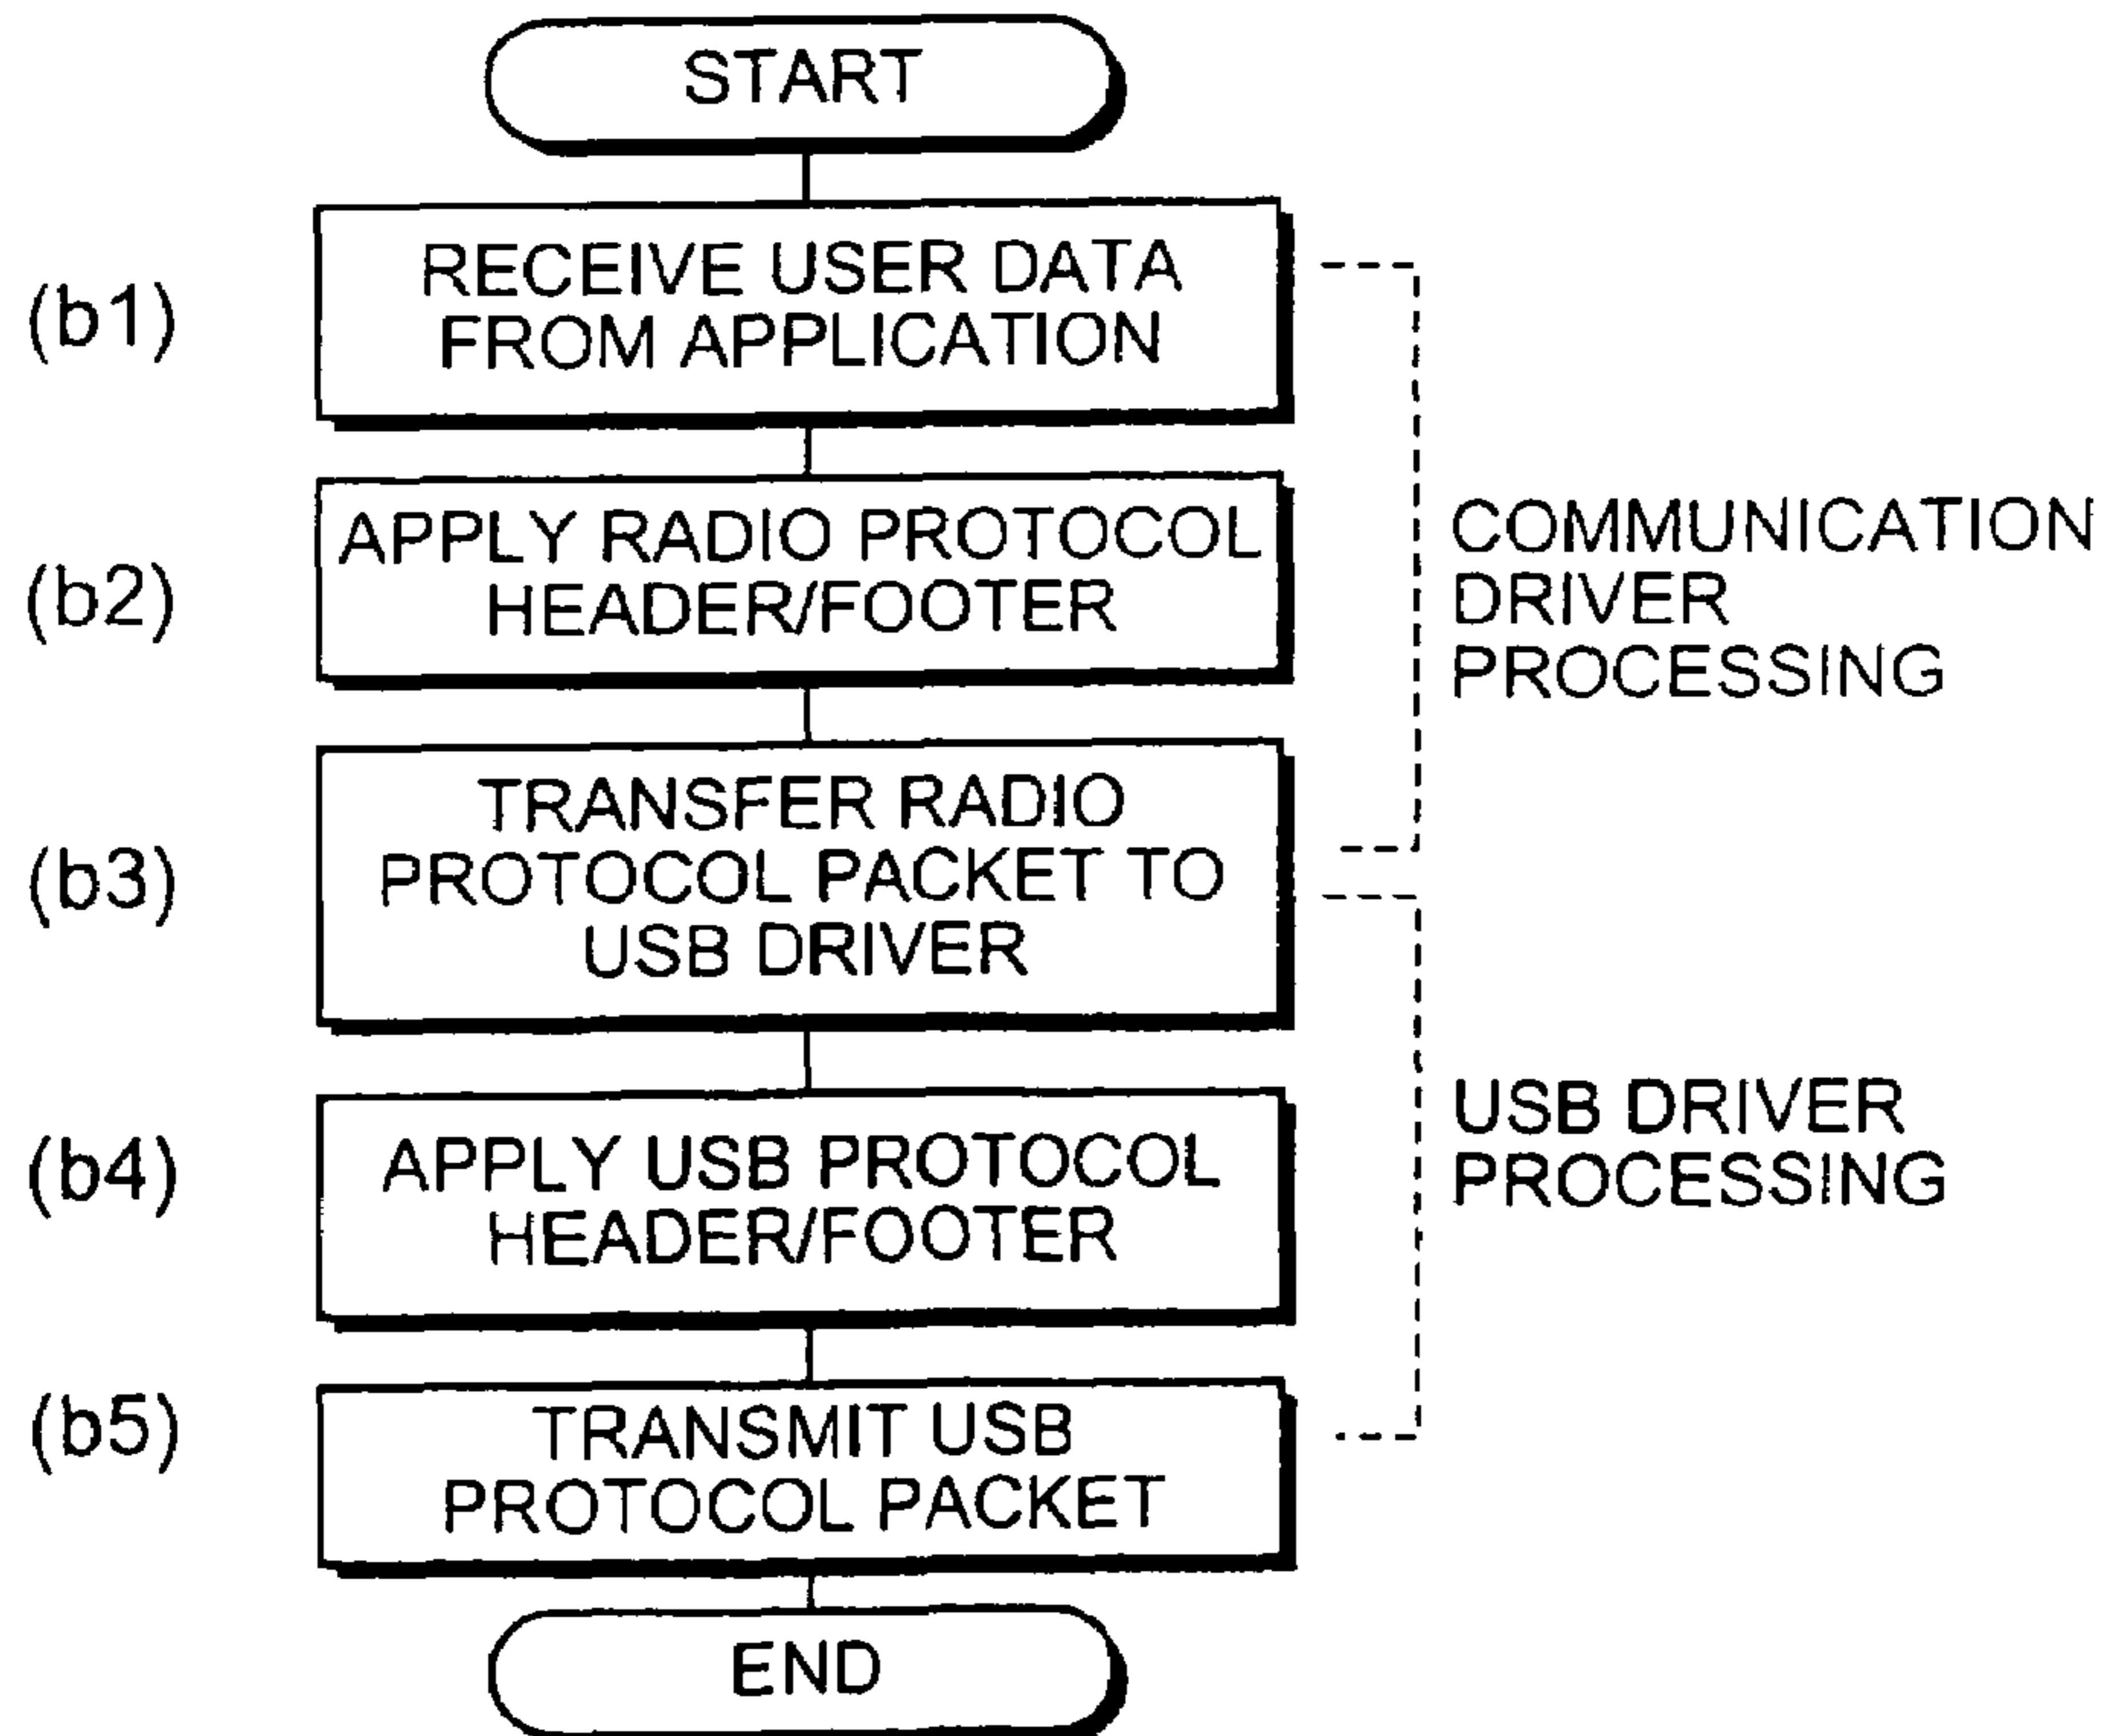 START
(b1)
RECEIVE USER DATA
FROM APPLICATION
(b2)
APPLY RADIO PROTOCOL
HEADER/FOOTER
COMMUNICATION
DRIVER
PROCESSING
(b3)
TRANSFER RADIO
PROTOCOL PACKET TO
USB DRIVER
(b4)
APPLY USB PROTOCOL
HEADER/FOOTER
USB DRIVER
PROCESSING
(b5)
TRANSMIT USB
PROTOCOL PACKET
END